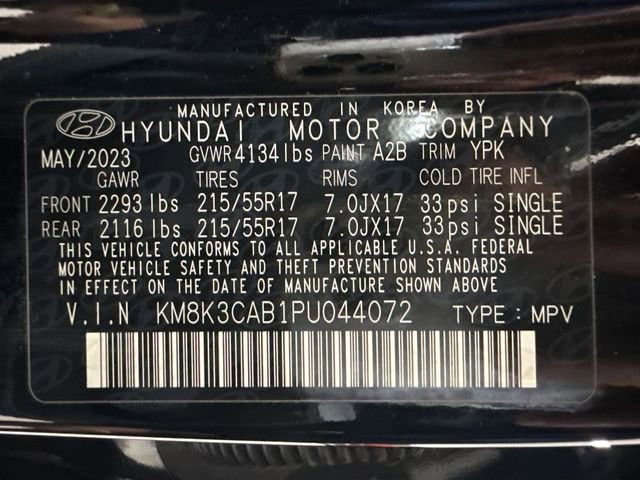 MANUFACTURED IN KOREA BY
HYUNDAI MOTOR COMPANY
MAY/2023 GVWR 4134lbs PAINT A2B TRIM YPK
GAWR TIRES RIMS COLD TIRE INFL
FRONT 2293 lbs 215/55R17 7.0JX17 33psi SINGLE
REAR 2116 lbs 215/55R17 7.0JX17 33psi SINGLE
THIS VEHICLE CONFORMS TO ALL APPLICABLE U.S.A. FEDERAL
MOTOR VEHICLE SAFETY AND THEFT PREVENTION STANDARDS
IN EFFECT ON THE DATE OF MANUFACTURE SHOWN ABOVE
V.I.N KM8K3CAB1PU044072 TYPE : MPV